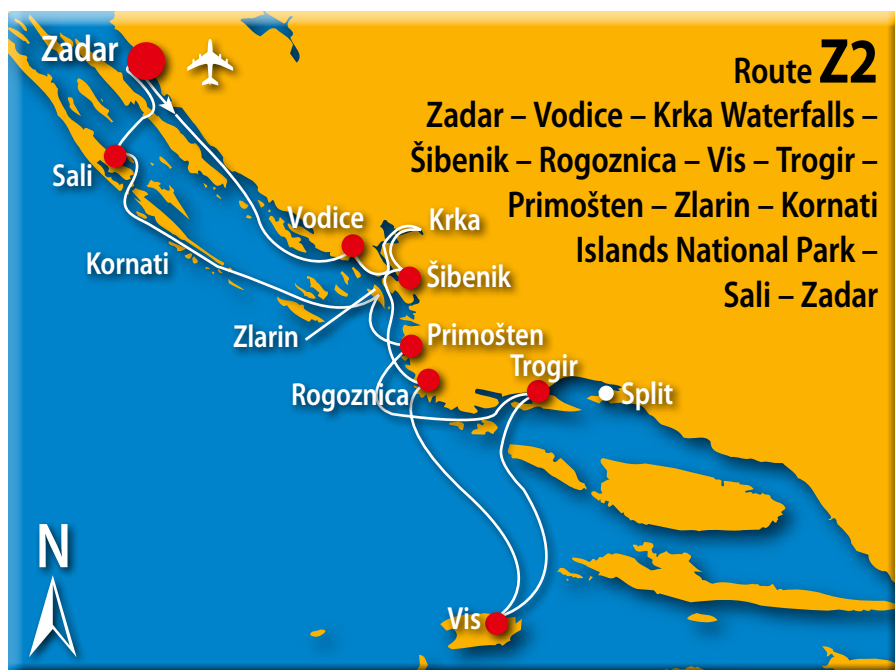 Zadar
Route Z2
Zadar – Vodice – Krka Waterfalls –
Šibenik – Rogoznica – Vis – Trogir –
Primošten – Zlarin – Kornati
Islands National Park –
Sali – Zadar
Sali
Vodice
Krka
Kornati
Šibenik
Zlarin
Primošten
Trogir
Rogoznica
Split
N
Vis